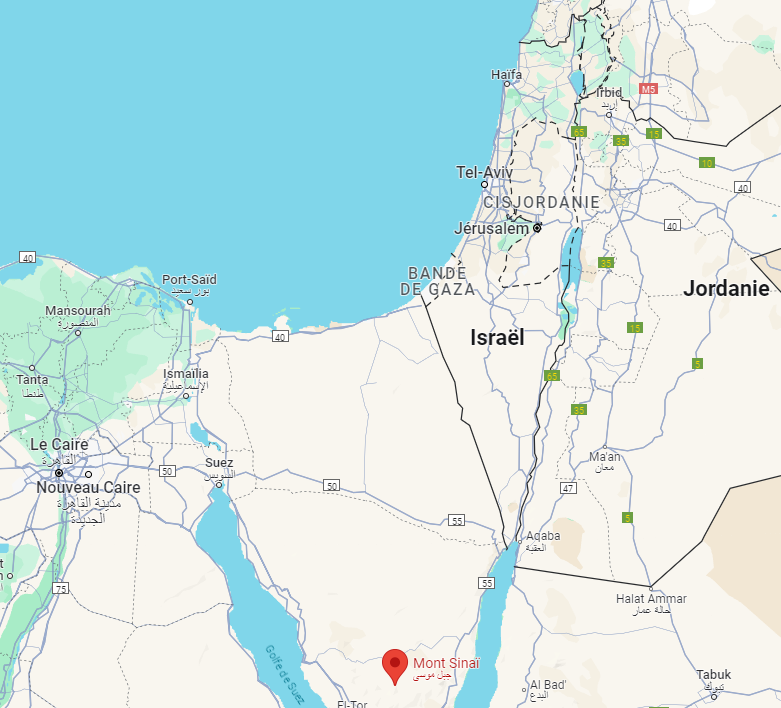 Haïfa
M5
Irbid
إربد
65
35
15
10
Tel-Aviv
40
CISJORDANIE
Jérusalem
40
40
35
BANDE
DE GAZA
Port-Saïd
بور سعيد
Jordanie
Mansourah
المنصورة
15
40
Israël
5
Tanta
طنطا
Ismaïlia
الإسماعيلية
65
35
Le Caire
القاهرة
50
Suez
السويس
50
Ma'an
معان
Nouveau Caire
مدينة القاهرة
الجديدة
47
55
5
Aqaba
العقبة
55
75
Halat Ammar
حالة عمار
Golfe de Suez
Mont Sinaï
جبل موسى
Al Bad'
البدع
Tabuk
تبوك
El-Tor